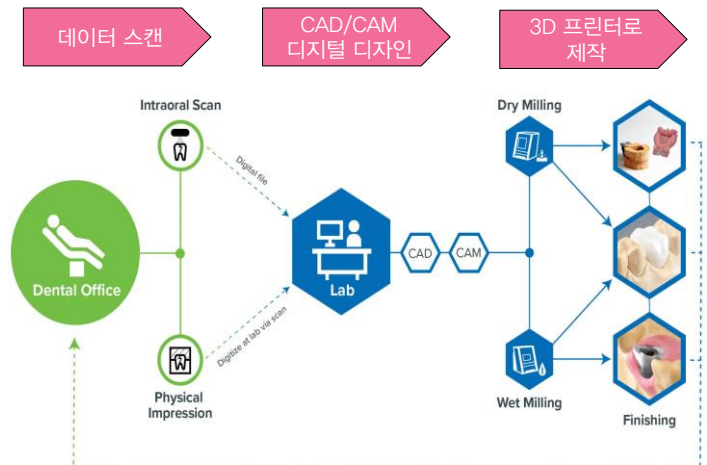 데이터 스캔
CAD/CAM
디지털 디자인
3D 프린터로
제작
Intraoral Scan
Dry Milling
Digital file
Dental Office
Lab
CAD
CAM
Digitize at lab via scan
Physical
Impression
Wet Milling
Finishing